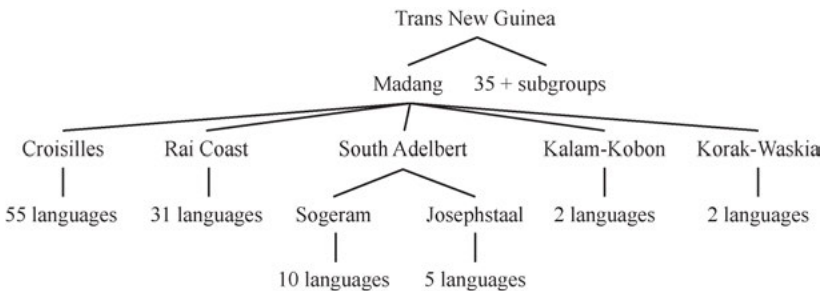 Trans New Guinea
Madang 35 + subgroups
Croisilles Rai Coast South Adelbert Kalam-Kobon Korak-Waskia
55 languages 31 languages Sogeram Josephstaal 2 languages 2 languages
10 languages 5 languages